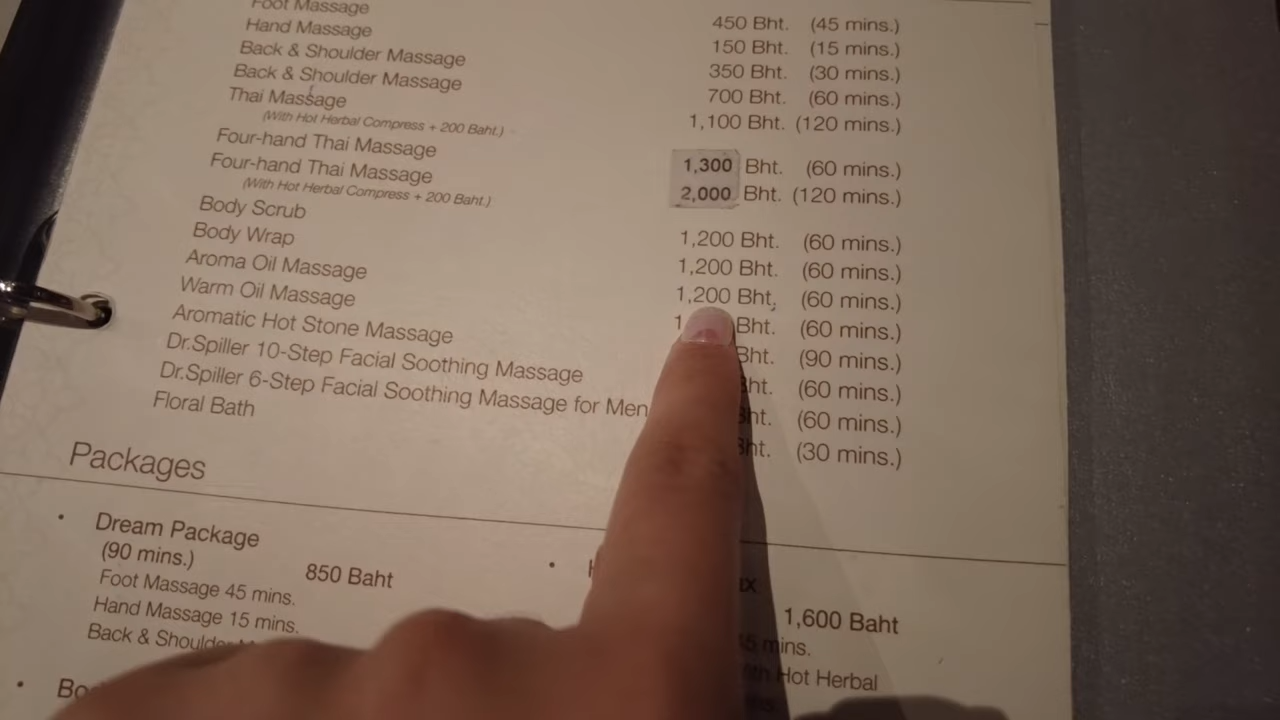 Foot Massage 450 Bht. (45 mins.)
Hand Massage 150 Bht. (15 mins.)
Back & Shoulder Massage 350 Bht. (30 mins.)
Back & Shoulder Massage 700 Bht. (60 mins.)
Thai Massage 1,100 Bht. (120 mins.)
(With Hot Herbal Compress + 200 Baht.)
Four-hand Thai Massage 1,300 Bht. (60 mins.)
Four-hand Thai Massage 2,000 Bht. (120 mins.)
(With Hot Herbal Compress + 200 Baht.)
Body Scrub 1,200 Bht. (60 mins.)
Body Wrap 1,200 Bht. (60 mins.)
Aroma Oil Massage 1,200 Bht. (60 mins.)
Warm Oil Massage Bht. (60 mins.)
Aromatic Hot Stone Massage Bht. (90 mins.)
Dr.Spiller 10-Step Facial Soothing Massage (60 mins.)
Dr.Spiller 6-Step Facial Soothing Massage for Men (60 mins.)
Floral Bath (30 mins.)
Packages
• Dream Package
(90 mins.) 850 Baht
Foot Massage 45 mins.
Hand Massage 15 mins.
Back &
•
1,600 Baht
mins.
Hot Herbal